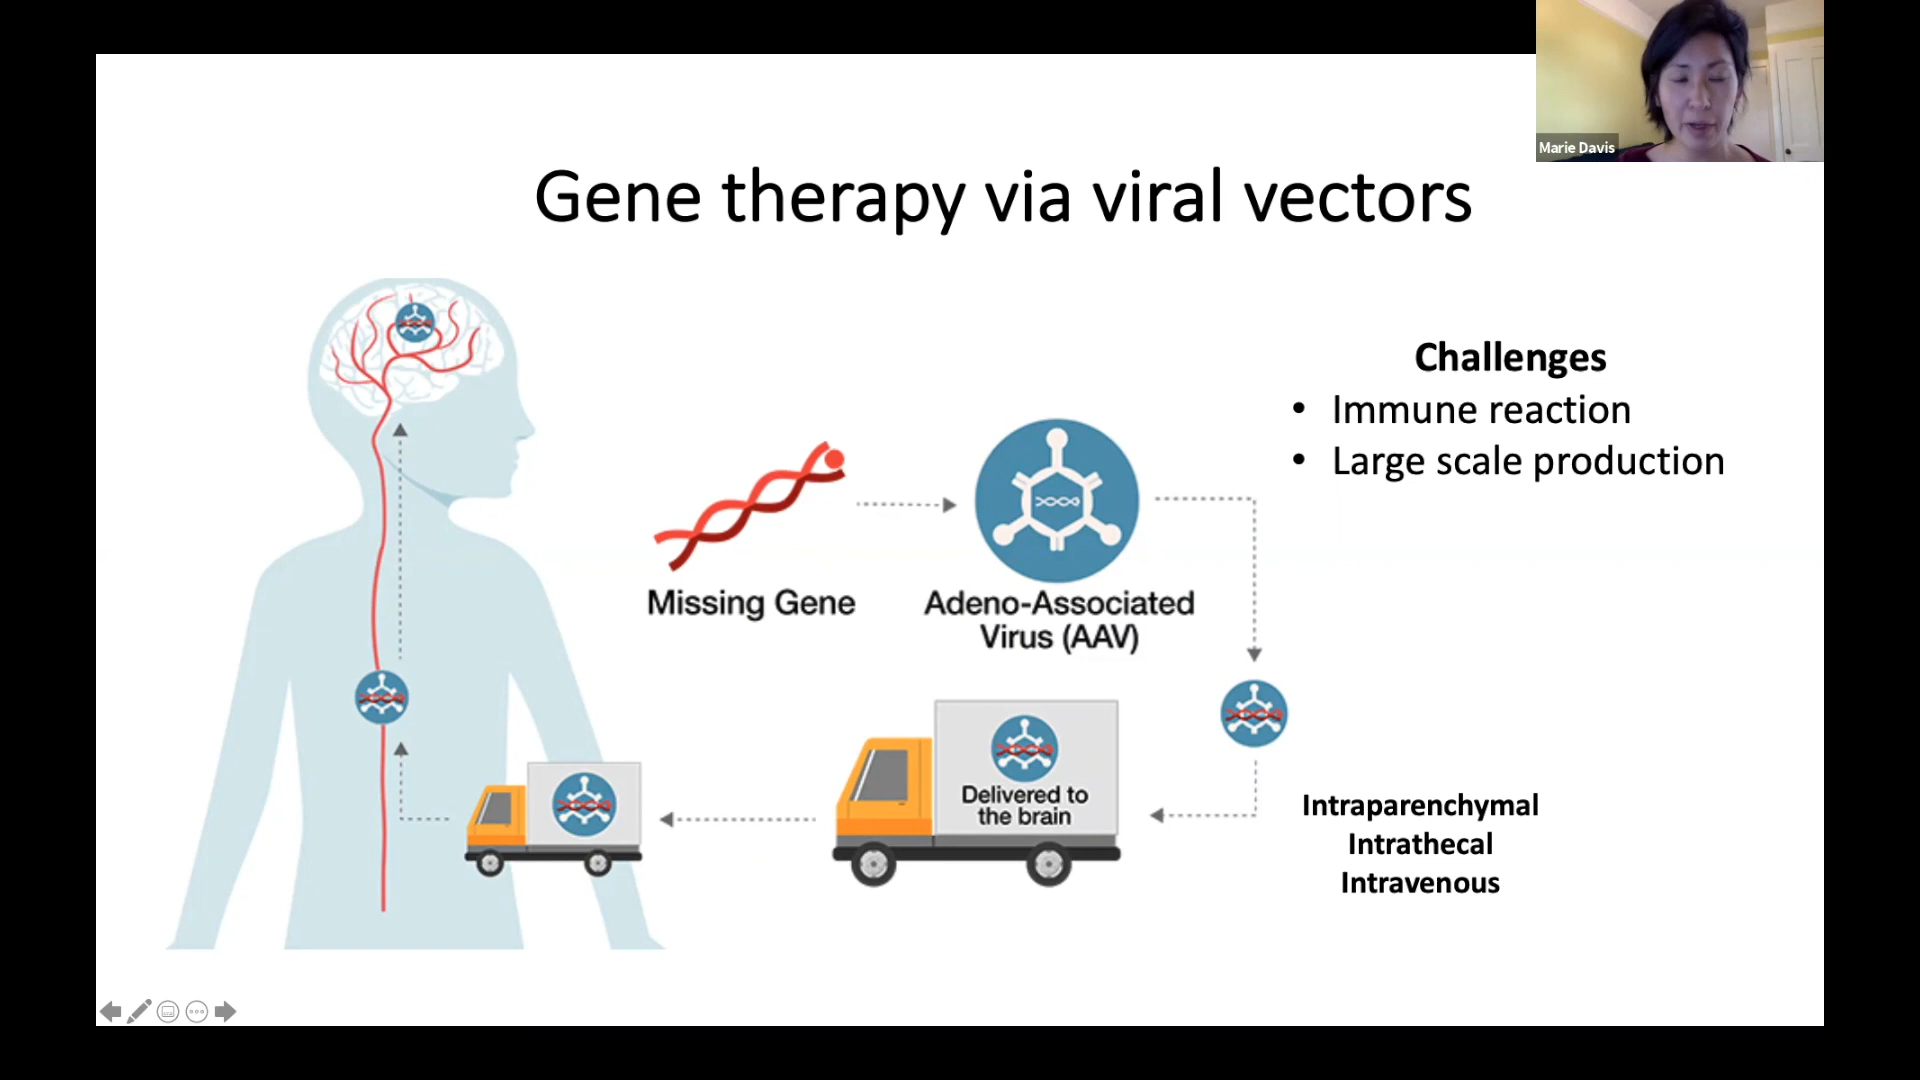 Marie Davis
Gene therapy via viral vectors
Challenges
• Immune reaction
• Large scale production
Missing Gene
Adeno-Associated
Virus (AAV)
Delivered to
the brain
Intraparenchymal
Intrathecal
Intravenous